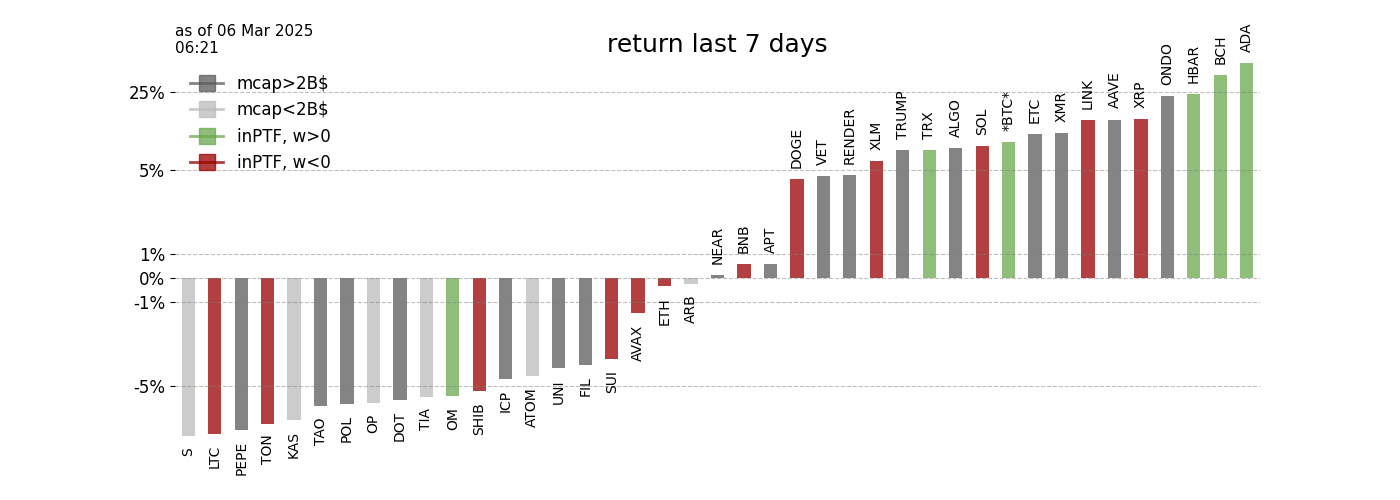 as of 06 Mar 2025
06:21
return last 7 days
mcap>2B$
mcap<2B$
inPTF, w>0
inPTF, w<0
25%
5%
1%
0%
-1%
-5%
S
LTC
PEPE
TON
KAS
TAO
POL
OP
DOT
TIA
OM
SHIB
ICP
ATOM
UNI
FIL
SUI
AVAX
ETH
ARB
NEAR
BNB
APT
DOGE
VET
RENDER
XLM
TRUMP
TRX
ALGO
SOL
*BTC*
ETC
XMR
LINK
AAVE
XRP
ONDO
HBAR
BCH
ADA